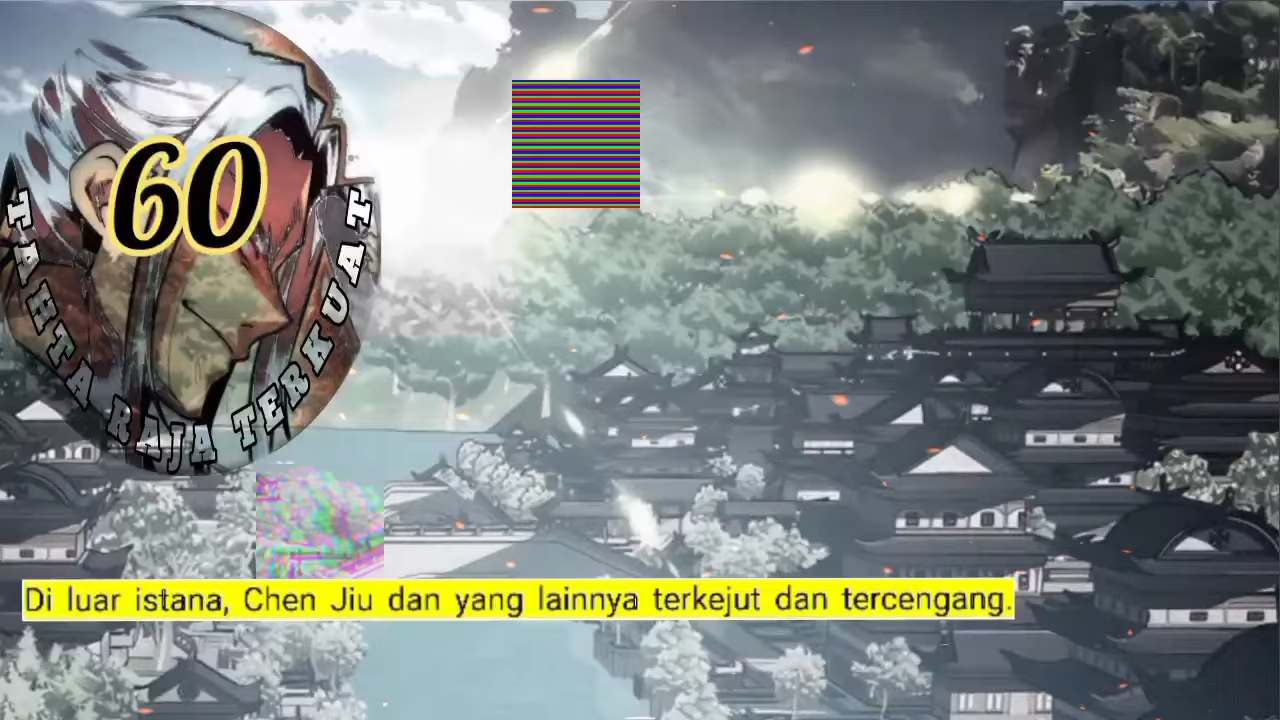 60
TAHTA RAJA TERKUAT
Di luar istana, Chen Jiu dan yang lainnya terkejut dan tercengang.